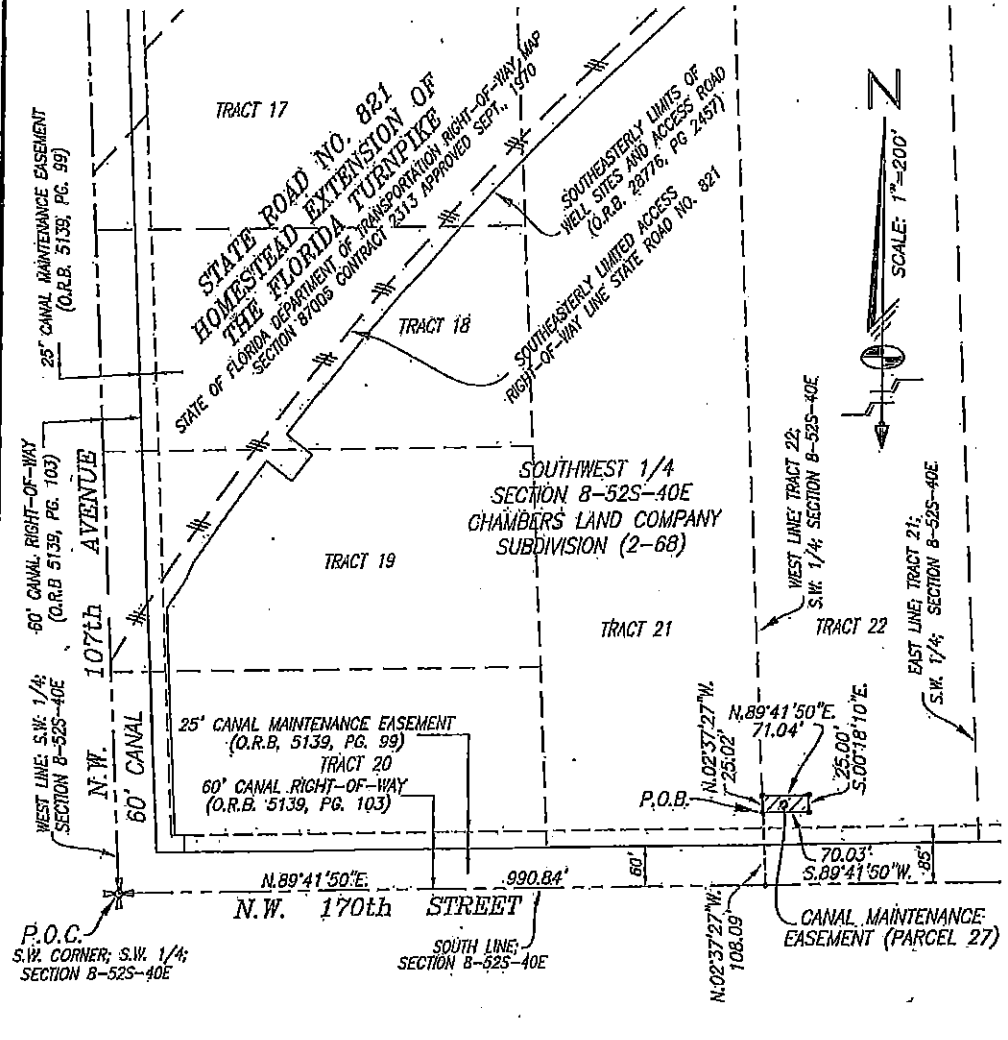 TRACT 17
25' CANAL MAINTENANCE EASEMENT
(O.R.B. 5139, PG. 99)
STATE ROAD NO. 821
HOMESTEAD EXTENSION OF
THE FLORIDA TURNPIKE
STATE OF FLORIDA DEPARTMENT OF TRANSPORTATION RIGHT-OF-WAY MAP
SECTION 87005 CONTRACT 2313 APPROVED SEPT., 1970
SOUTHEASTERLY LIMITS OF
WELL SITES AND ACCESS ROAD
(O.R.B. 28776, PG 2457)
N
SCALE: 1"=200'
TRACT 18
SOUTHEASTERLY LIMITED ACCESS
RIGHT-OF-WAY LINE STATE ROAD NO. 821
60' CANAL RIGHT-OF-WAY
(O.R.B 5139, PG. 103)
N.W. 107th AVENUE
SOUTHWEST 1/4
SECTION 8-52S-40E
CHAMBERS LAND COMPANY
SUBDIVISION (2-68)
WEST LINE; TRACT 22;
S.W. 1/4; SECTION 8-52S-40E
EAST LINE; TRACT 21;
S.W. 1/4; SECTION 8-52S-40E
TRACT 19
TRACT 21
TRACT 22
WEST LINE; S.W. 1/4;
SECTION 8-52S-40E
60' CANAL
25' CANAL MAINTENANCE EASEMENT
(O.R.B, 5139, PG. 99)
TRACT 20
60' CANAL RIGHT-OF-WAY
(O.R.B. 5139, PG. 103)
N.02°37'27"W.
25.02'
N.89°41'50"E.
71.04'
25.00'
S.00°18'10"E.
P.O.B.
60'
70.03'
S.89°41'50"W.
85'
N.89°41'50"E. 990.84'
N.W. 170th STREET
P.O.C.
S.W. CORNER; S.W. 1/4;
SECTION 8-52S-40E
SOUTH LINE;
SECTION 8-52S-40E
N.02°37'27"W.
108.09'
CANAL MAINTENANCE
EASEMENT (PARCEL 27)